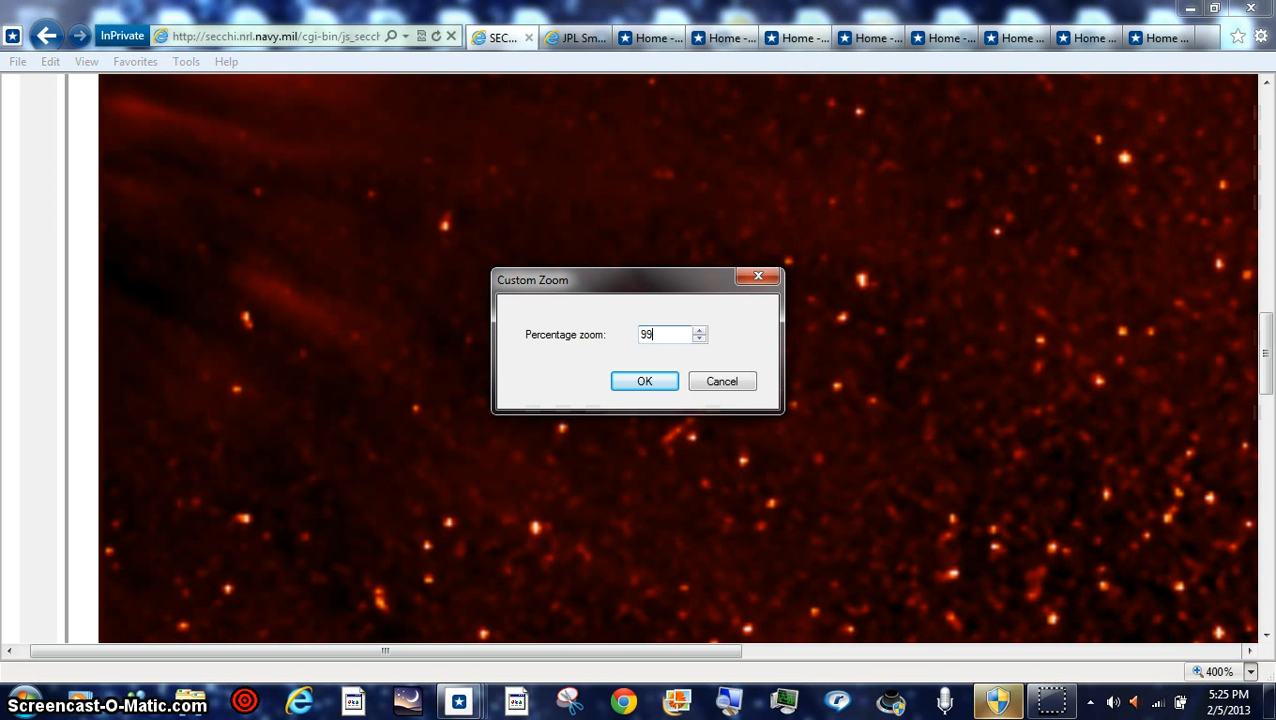 InPrivate
http://secchi.nrl.navy.mil/cgi-bin/js_secch
SEC...
JPL Sm...
Home -...
Home -...
Home ...
Home -...
Home -...
Home ...
Home ...
Home ...
File Edit View Favorites Tools Help
Custom Zoom
Percentage zoom: 99
OK Cancel
400%
Screencast-O-Matic.com
5:25 PM
2/5/2013